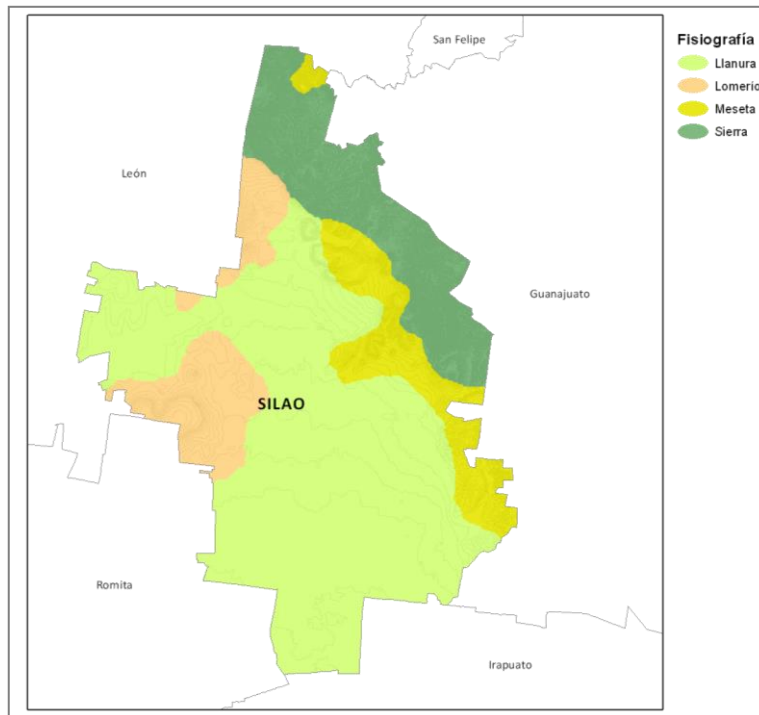 San Felipe
Fisiografía
Llanura
Lomerio
Meseta
Sierra
León
Guanajuato
SILAO
Romita
Irapuato